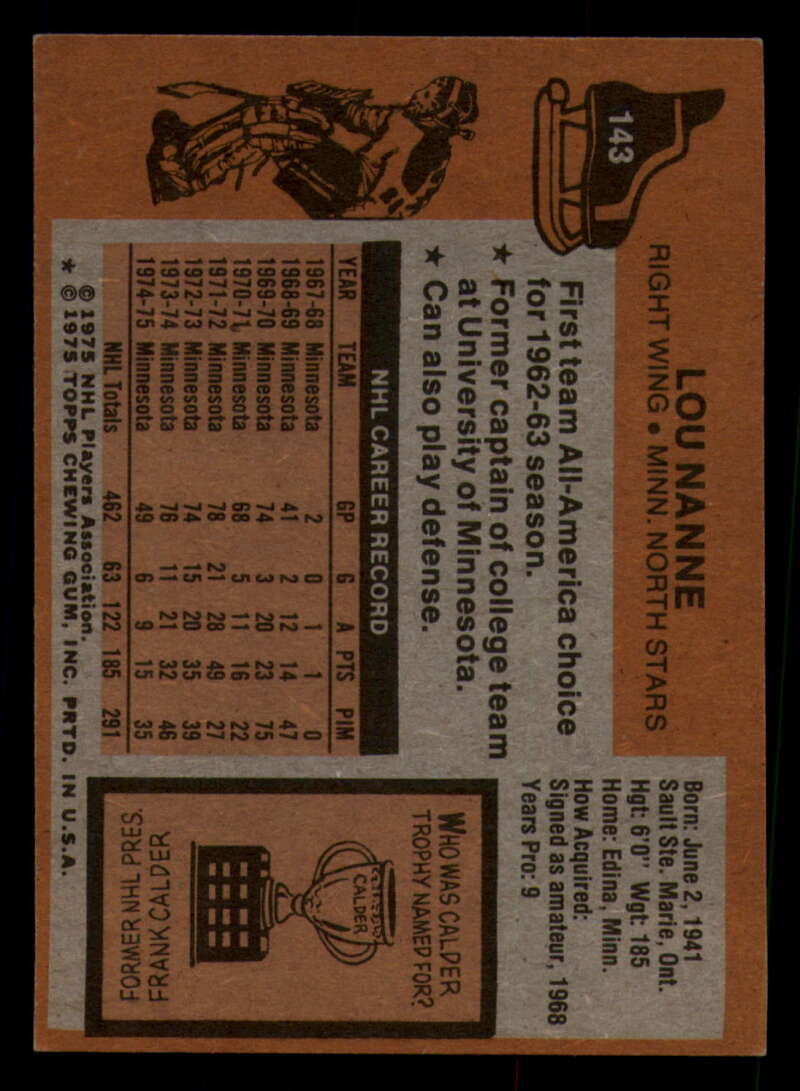 143
LOU NANNE
RIGHT WING • MINN. NORTH STARS
First team All-America choice
for 1962-63 season.
★ Former captain of college team
at University of Minnesota.
★ Can also play defense.
Born: June 2, 1941
Sault Ste. Marie, Ont.
Hgt: 6'0" Wgt: 185
Home: Edina, Minn.
How Acquired:
Signed as amateur, 1968
Years Pro: 9
NHL CAREER RECORD
YEAR TEAM GP G A PTS PIM
1967-68 Minnesota 2 0 1 1 0
1968-69 Minnesota 41 2 12 14 47
1969-70 Minnesota 74 3 20 23 75
1970-71 Minnesota 68 5 11 16 22
1971-72 Minnesota 78 21 28 49 27
1972-73 Minnesota 74 15 20 35 39
1973-74 Minnesota 76 11 21 32 46
1974-75 Minnesota 49 6 9 15 35
NHL Totals 462 63 122 185 291
WHO WAS CALDER
TROPHY NAMED FOR?
CALDER
FORMER NHL PRES.
FRANK CALDER
© 1975 NHL Players Association.
* © 1975 TOPPS CHEWING GUM, INC. PRTD. IN U.S.A.